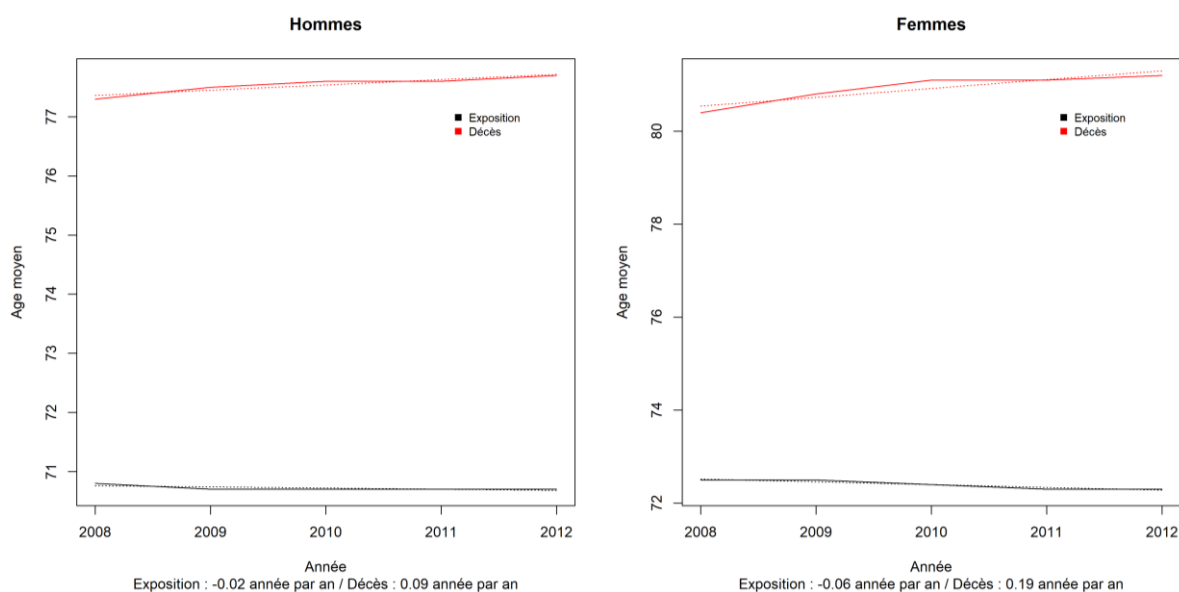 Hommes
Age moyen
77
76
75
74
73
72
71
Exposition
Décès
2008 2009 2010 2011 2012
Année
Exposition : -0.02 année par an / Décès : 0.09 année par an
Femmes
Age moyen
80
78
76
74
72
Exposition
Décès
2008 2009 2010 2011 2012
Année
Exposition : -0.06 année par an / Décès : 0.19 année par an